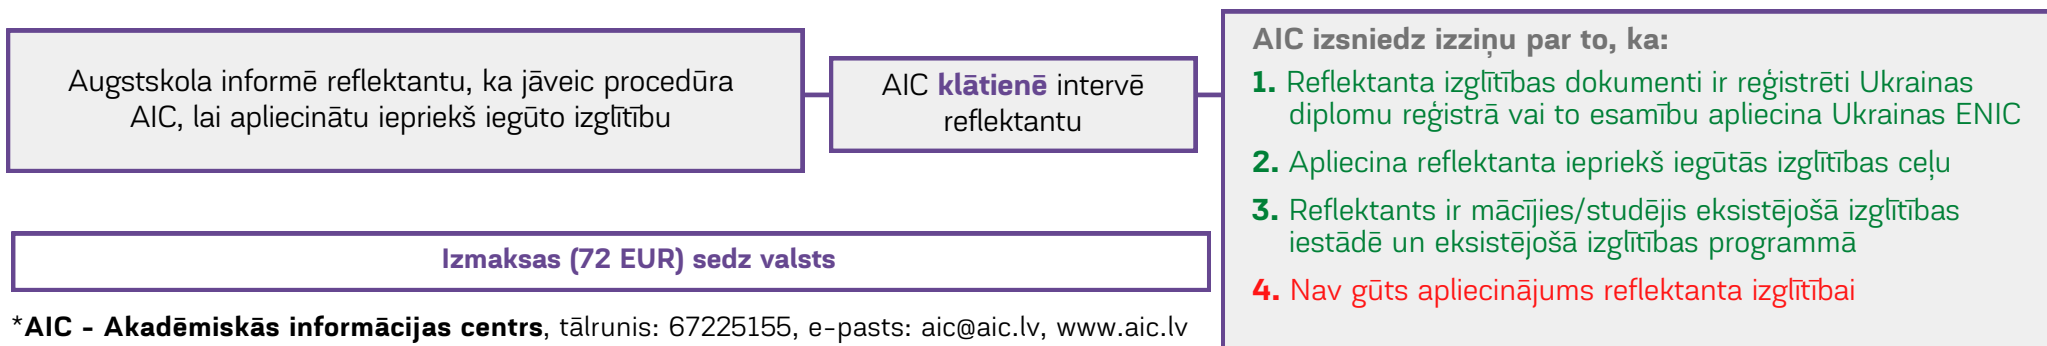 Augstskola informē reflektantu, ka jāveic procedūra
AIC, lai apliecinātu iepriekš iegūto izglītību
AIC klātienē intervē
reflektantu
AIC izsniedz izziņu par to, ka:
1. Reflektanta izglītības dokumenti ir reģistrēti Ukrainas
diplomu reģistrā vai to esamību apliecina Ukrainas ENIC
2. Apliecina reflektanta iepriekš iegūtās izglītības ceļu
3. Reflektants ir mācījies/studējis eksistējošā izglītības
iestādē un eksistējošā izglītības programmā
4. Nav gūts apliecinājums reflektanta izglītībai
Izmaksas (72 EUR) sedz valsts
*AIC - Akadēmiskās informācijas centrs, tālrunis: 67225155, e-pasts: aic@aic.lv, www.aic.lv